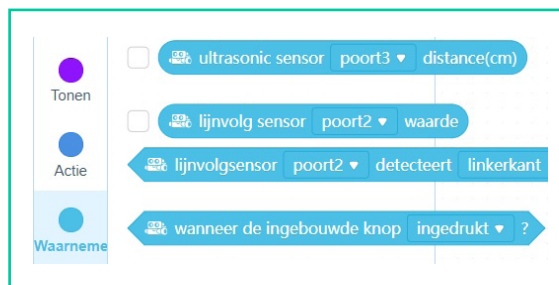 ultrasonic sensor poort3 distance(cm)
Tonen
lijnvolg sensor poort2 waarde
lijnvolgsensor poort2 detecteert linkerkant
Actie
wanneer de ingebouwde knop ingedrukt ?
Waarneme